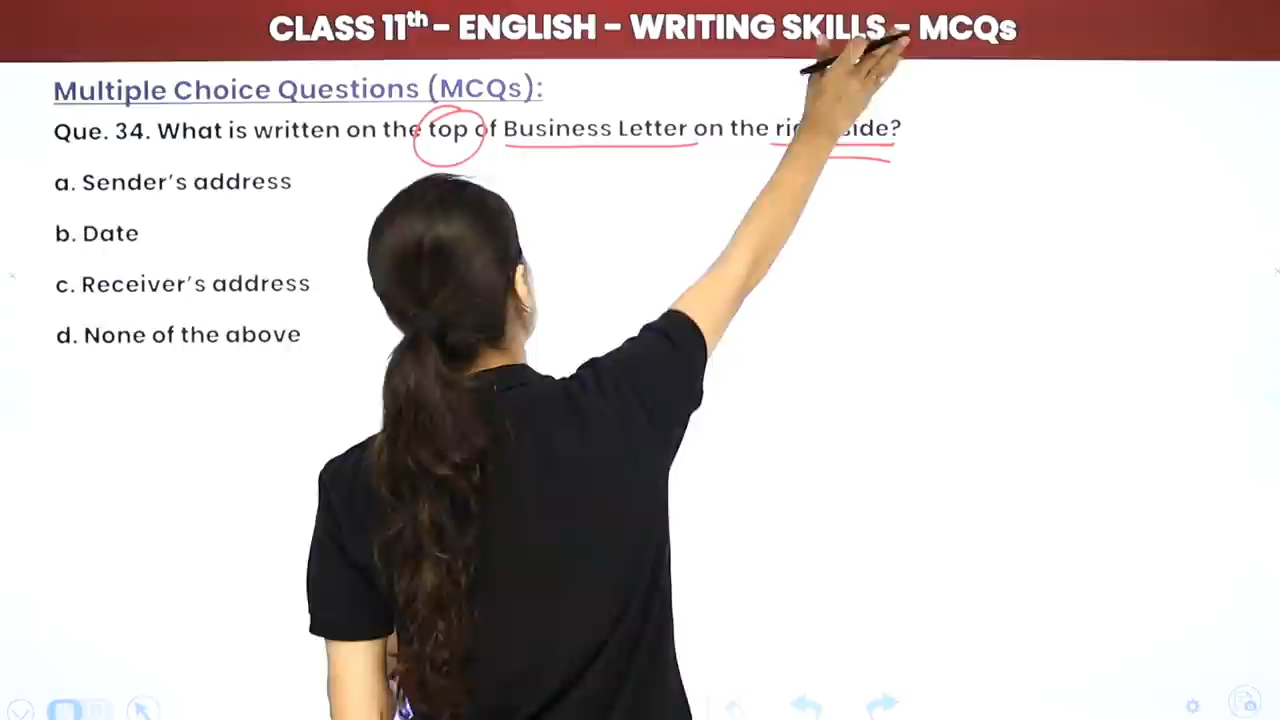 CLASS 11th - ENGLISH - WRITING SKILLS - MCQs
Multiple Choice Questions (MCQs):
Que. 34. What is written on the top of Business Letter on the side?
a. Sender's address
b. Date
c. Receiver's address
d. None of the above